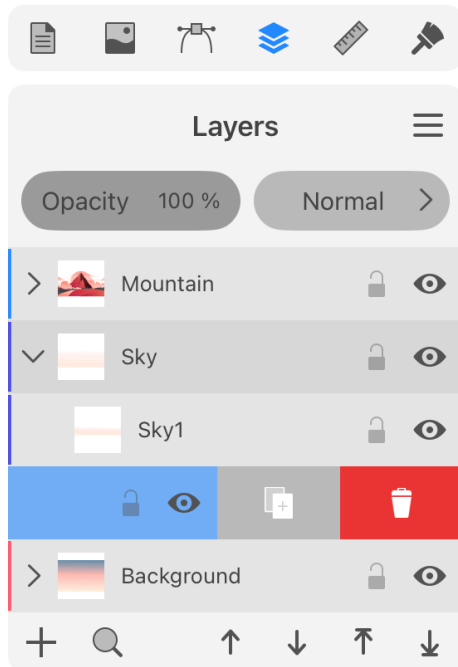 Layers
Opacity 100 %
Normal
Mountain
Sky
Sky1
Background